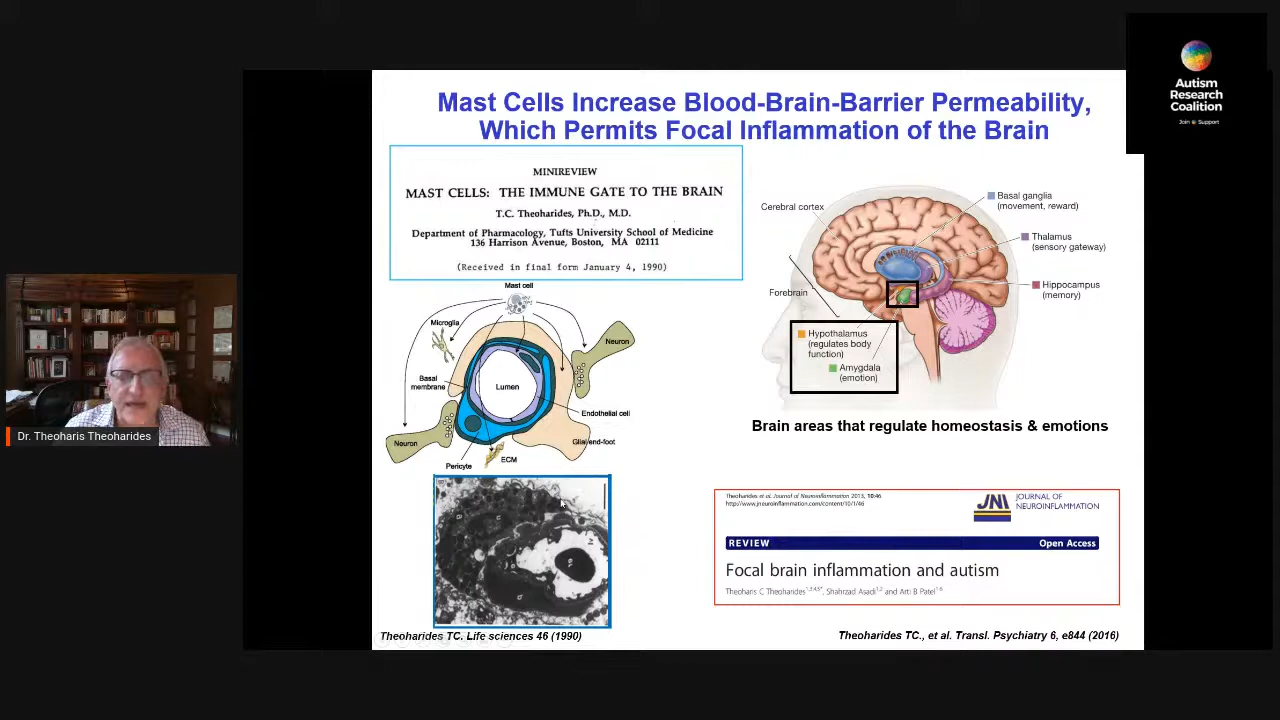 Autism
Research
Coalition
Join Support
Mast Cells Increase Blood-Brain-Barrier Permeability,
Which Permits Focal Inflammation of the Brain
MINIREVIEW
MAST CELLS: THE IMMUNE GATE TO THE BRAIN
T.C. Theoharides, Ph.D., M.D.
Department of Pharmacology, Tufts University School of Medicine
136 Harrison Avenue, Boston, MA 02111
(Received in final form January 4, 1990)
Mast cell
Microglia
Neuron
Basal
membrane
Lumen
Endothelial cell
Neuron
Glial end-foot
ECM
Pericyte
Cerebral cortex
Basal ganglia
(movement, reward)
Thalamus
(sensory gateway)
Hippocampus
(memory)
Forebrain
Hypothalamus
(regulates body
function)
Amygdala
(emotion)
Brain areas that regulate homeostasis & emotions
Dr. Theoharis Theoharides
Theoharides et al. Journal of Neuroinflammation 2013, 10:46
http://www.jneuroinflammation.com/content/10/1/46
JNI
JOURNAL OF
NEUROINFLAMMATION
REVIEW
Open Access
Focal brain inflammation and autism
Theoharis C Theoharides, Shahrzad Asadi and Arti B Patel
Theoharides TC. Life sciences 46 (1990)
Theoharides TC., et al. Transl. Psychiatry 6, e844 (2016)